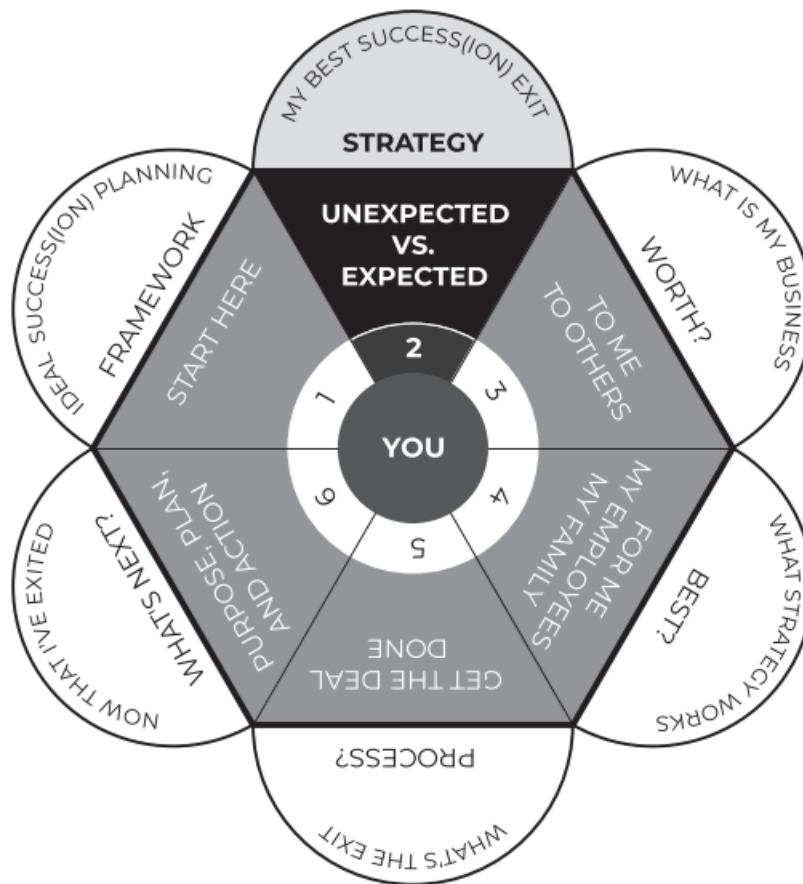 MY BEST SUCCESS(ION) EXIT
STRATEGY
UNEXPECTED
VS.
EXPECTED
2
WHAT IS MY BUSINESS
WORTH?
TO ME
TO OTHERS
3
WHAT STRATEGY WORKS
BEST?
FOR ME
MY EMPLOYEES
MY FAMILY
4
WHAT'S THE EXIT
PROCESS?
GET THE DEAL
DONE
5
NOW THAT I'VE EXITED
WHAT'S NEXT?
PURPOSE, PLAN,
AND ACTION
6
IDEAL SUCCESS(ION) PLANNING
FRAMEWORK
START HERE
1
YOU